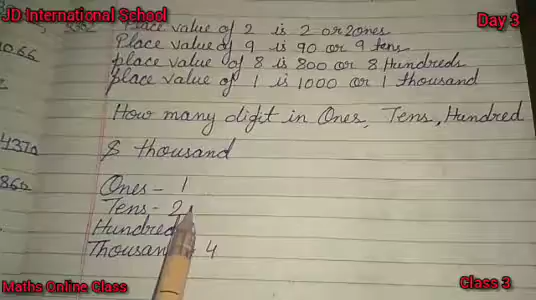 JD International School
Day 3
Place value of 2 is 2 or 2ones
Place value of 9 is 90 or 9 tens
place value of 8 is 800 or 8 Hundreds
place value of 1 is 1000 or 1 thousand
How many digit in Ones, Tens, Hundred
& thousand
Ones - 1
Tens - 2
Hundred
Thousan 4
Maths Online Class
Class 3